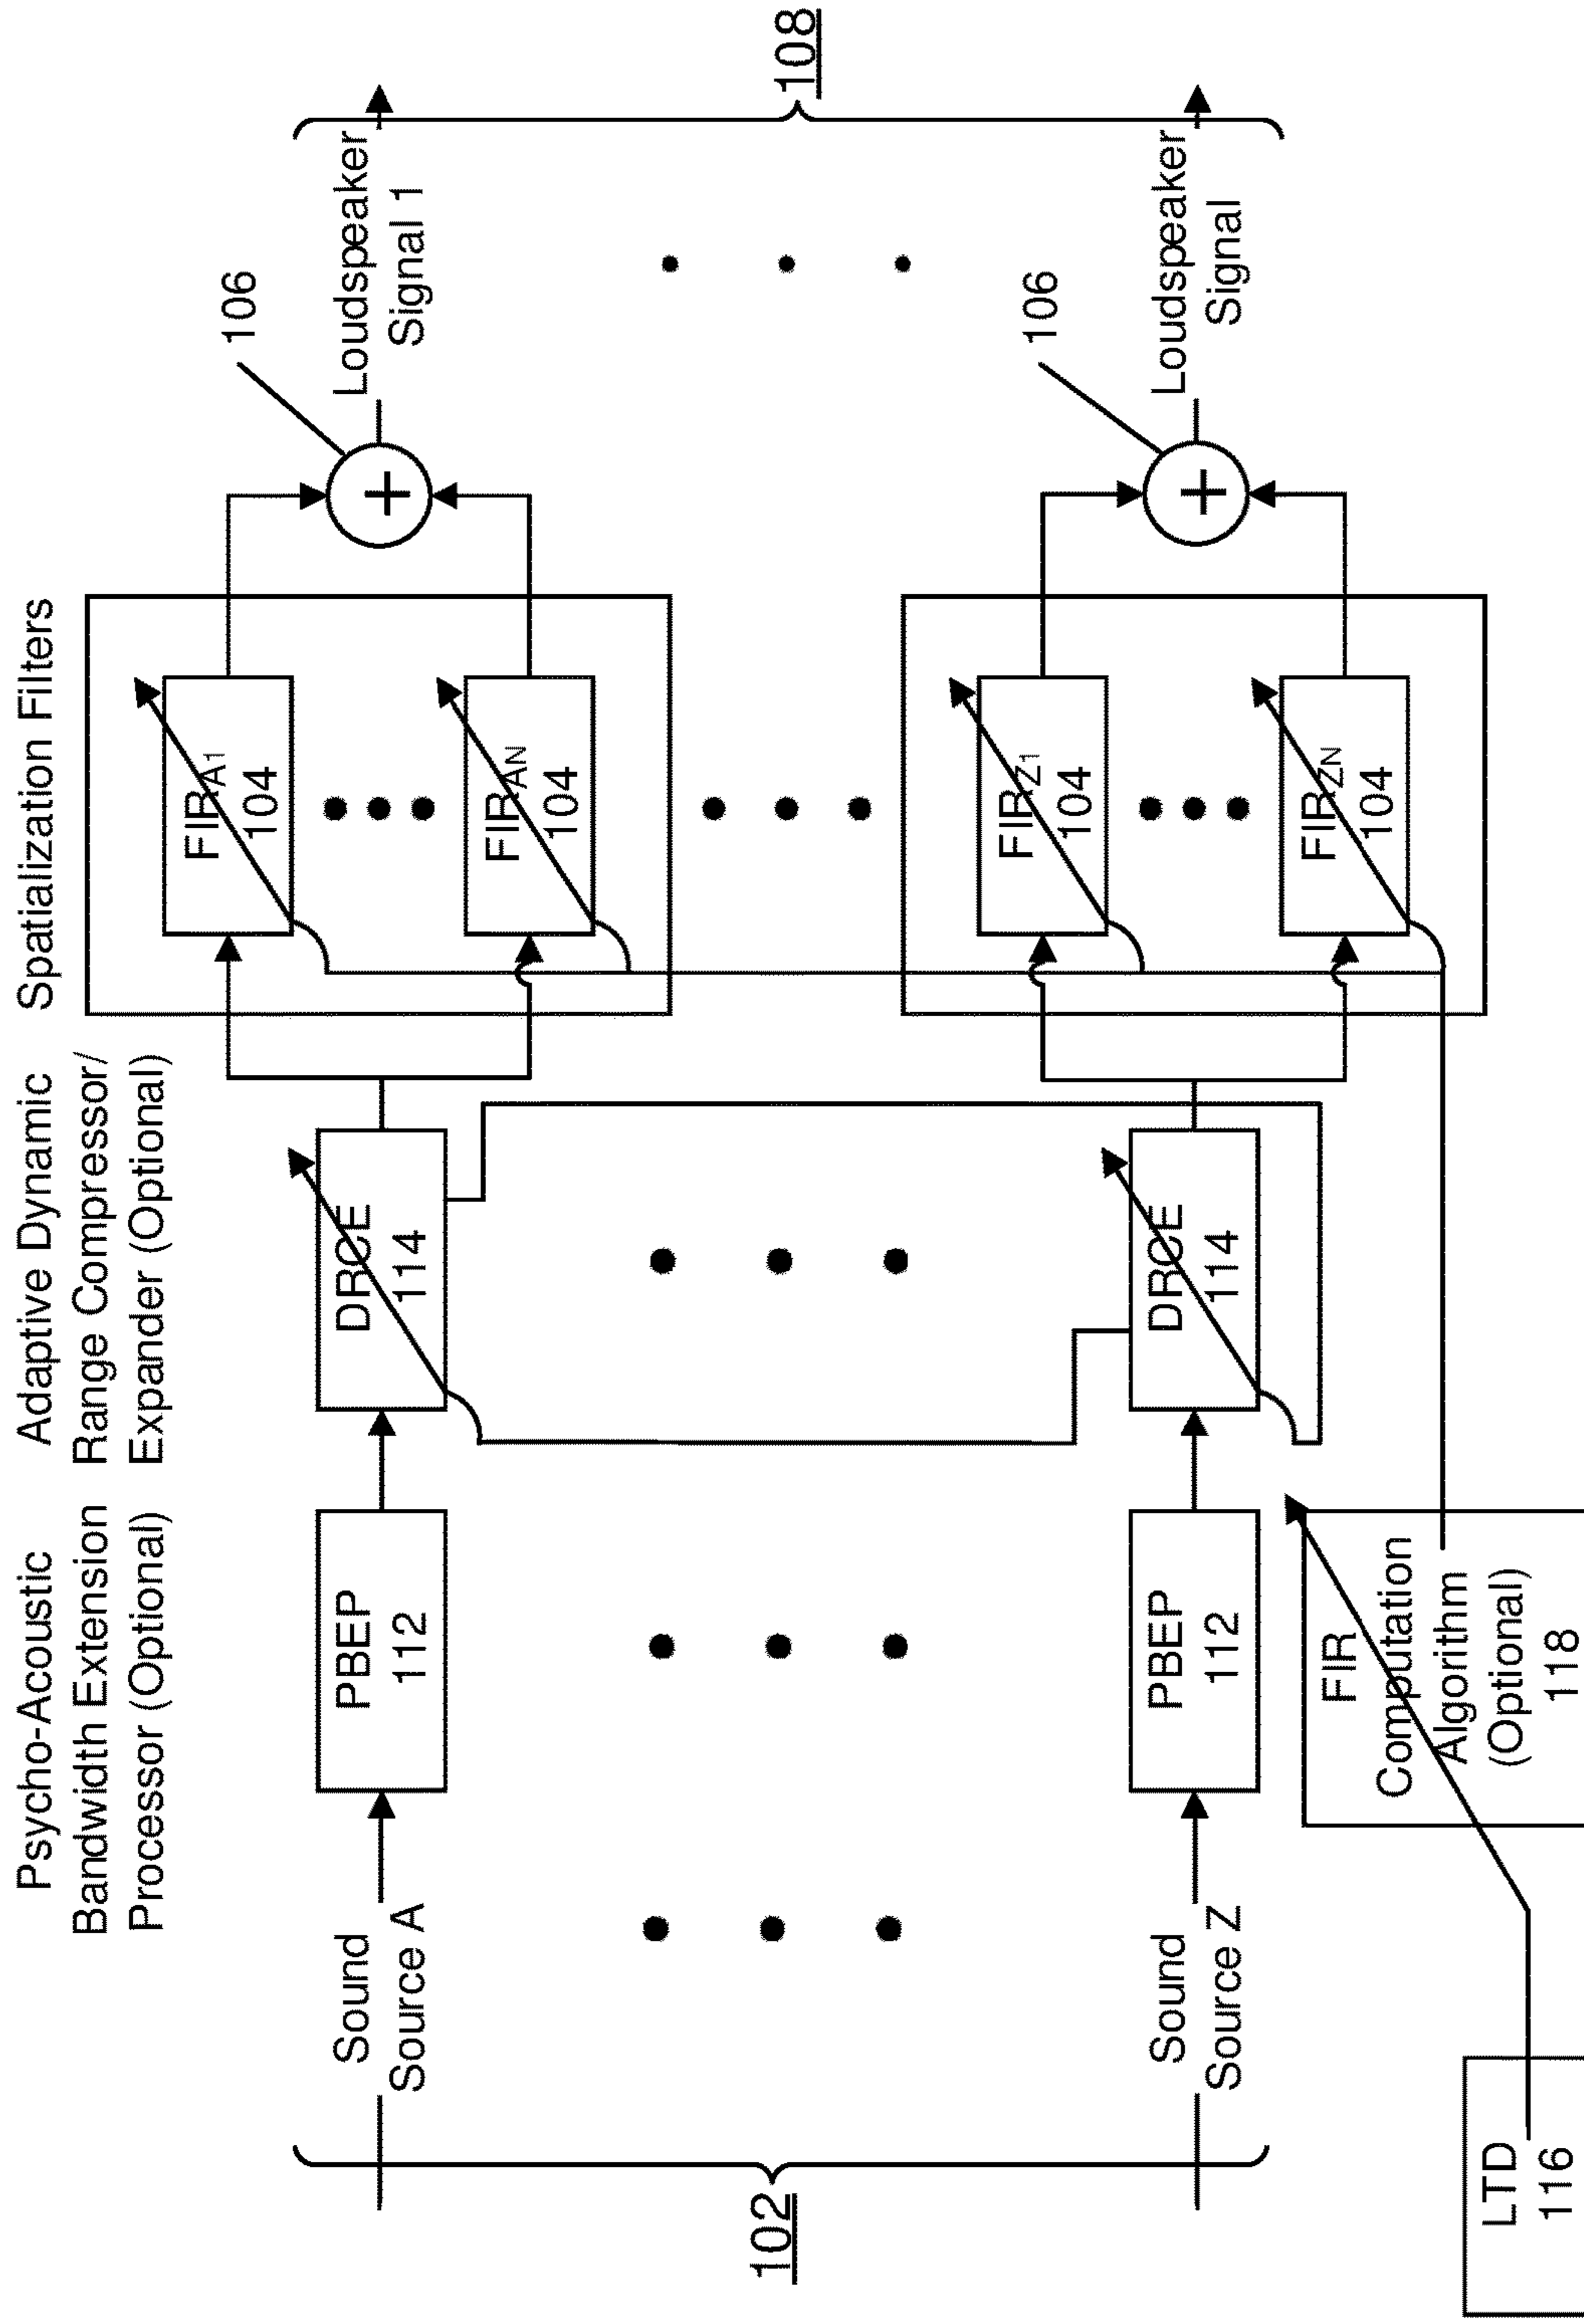 Psycho-Acoustic
Bandwidth Extension
Processor (Optional)
Adaptive Dynamic
Range Compressor/
Expander (Optional)
Spatialization Filters
102
Sound
Source A
PBEP
112
DRCE
114
FIRA1
104
FIRAN
104
106
Loudspeaker
Signal 1
108
Sound
Source Z
PBEP
112
DRCE
114
FIRZ1
104
FIRZN
104
106
Loudspeaker
Signal
LTD
116
FIR
Computation
Algorithm
(Optional)
118